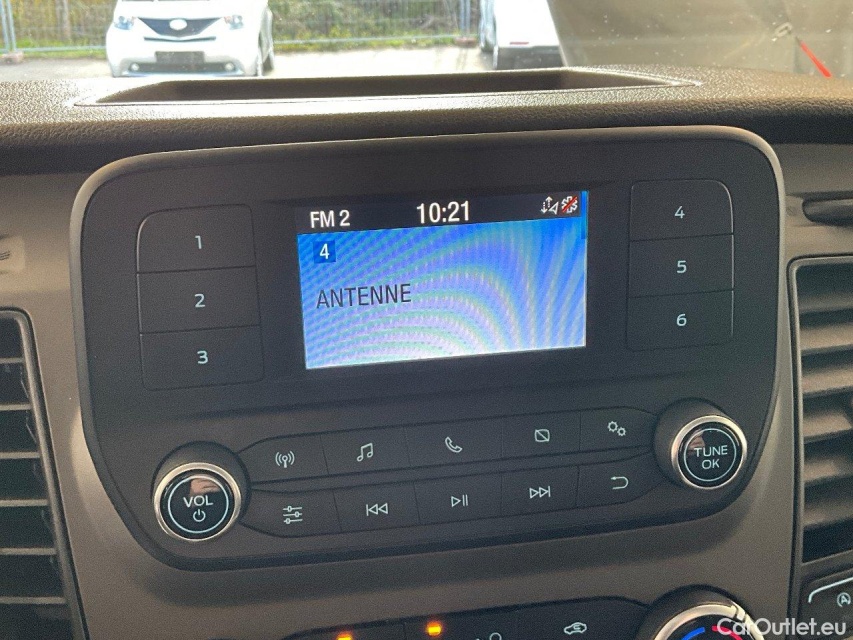 FM 2 10:21
4
ANTENNE
1
2
3
4
5
6
VOL
TUNE
OK
CarOutlet.eu